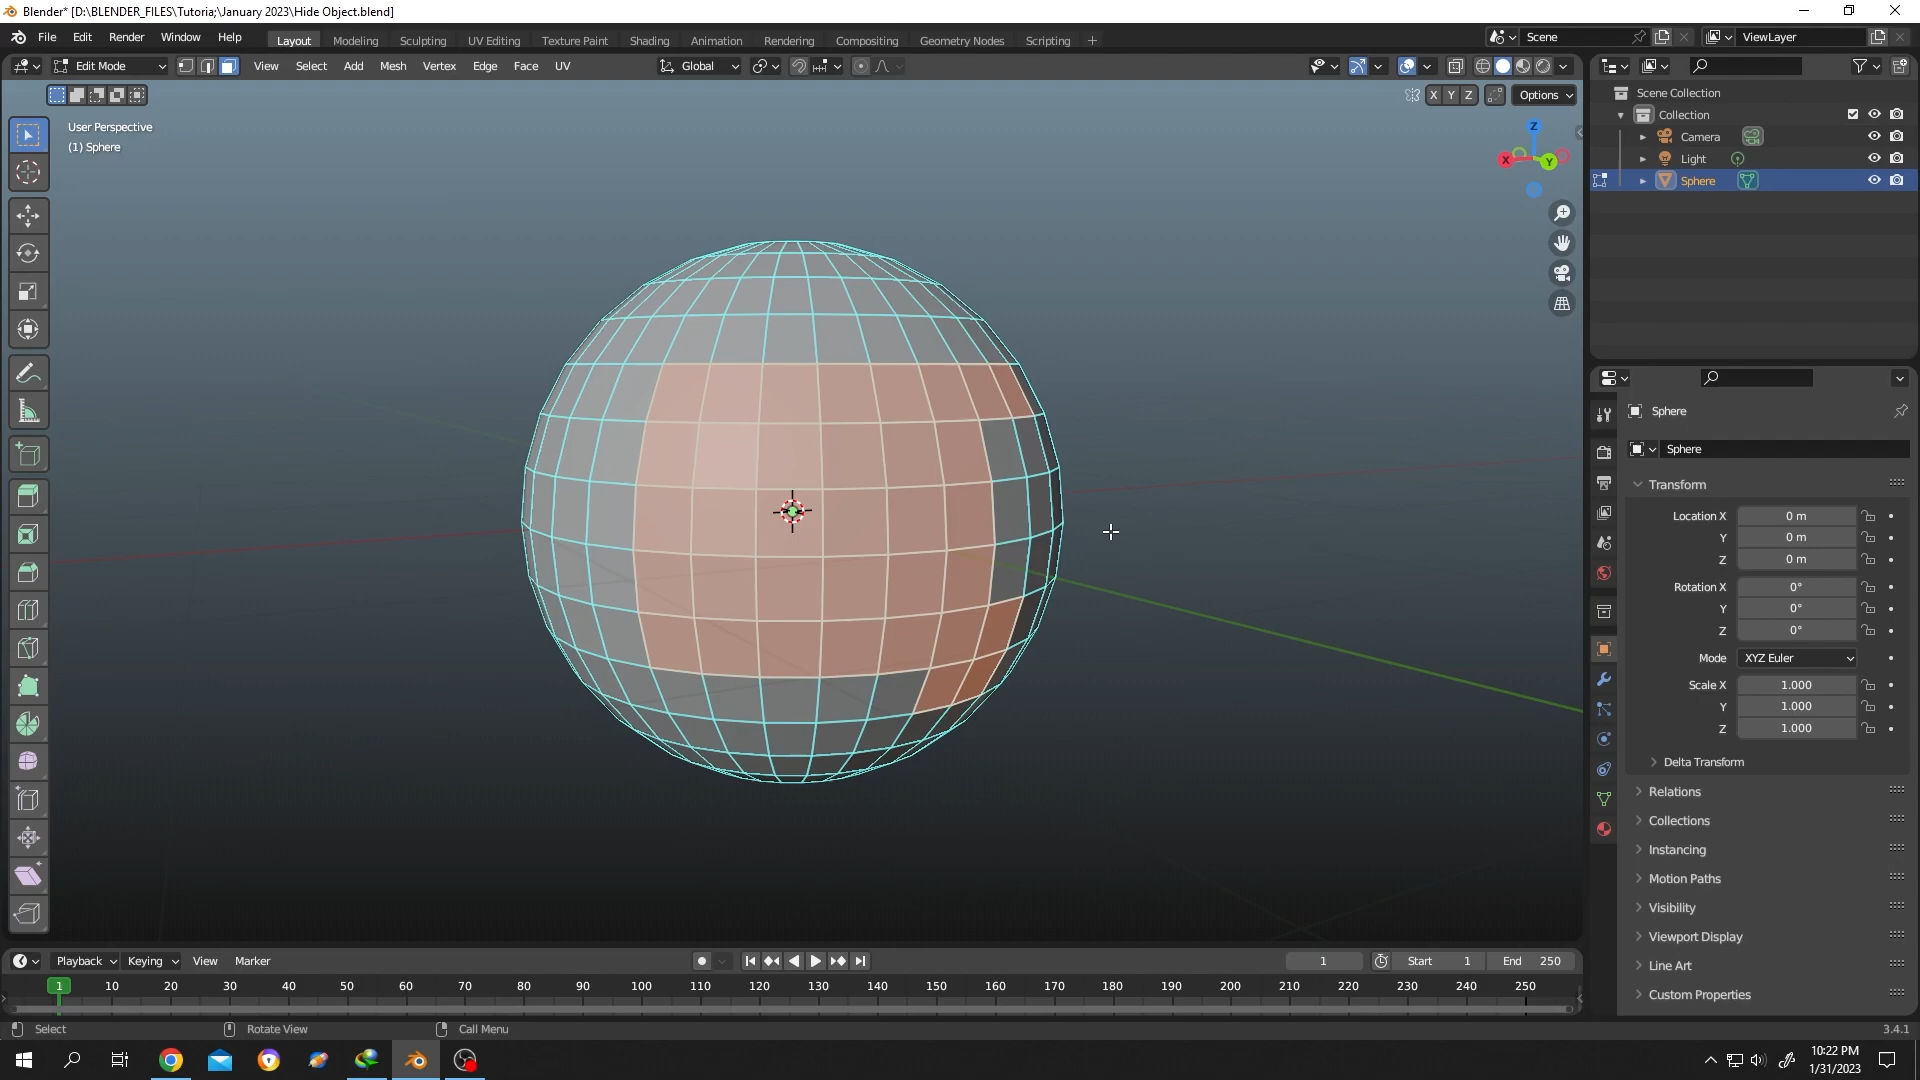 Blender* [D:\BLENDER_FILES\Tutoria;\January 2023\Hide Object.blend]
File Edit Render Window Help Layout Modeling Sculpting UV Editing Texture Paint Shading Animation Rendering Compositing Geometry Nodes Scripting + Scene ViewLayer
Edit Mode View Select Add Mesh Vertex Edge Face UV Global
X Y Z Options
User Perspective
(1) Sphere
Z
X Y
Scene Collection
Collection
Camera
Light
Sphere
Sphere
Sphere
Transform
Location X 0 m
Y 0 m
Z 0 m
Rotation X 0°
Y 0°
Z 0°
Mode XYZ Euler
Scale X 1.000
Y 1.000
Z 1.000
Delta Transform
Relations
Collections
Instancing
Motion Paths
Visibility
Viewport Display
Line Art
Custom Properties
Playback Keying View Marker 1 Start 1 End 250
1 10 20 30 40 50 60 70 80 90 100 110 120 130 140 150 160 170 180 190 200 210 220 230 240 250
Select Rotate View Call Menu 3.4.1
10:22 PM
1/31/2023